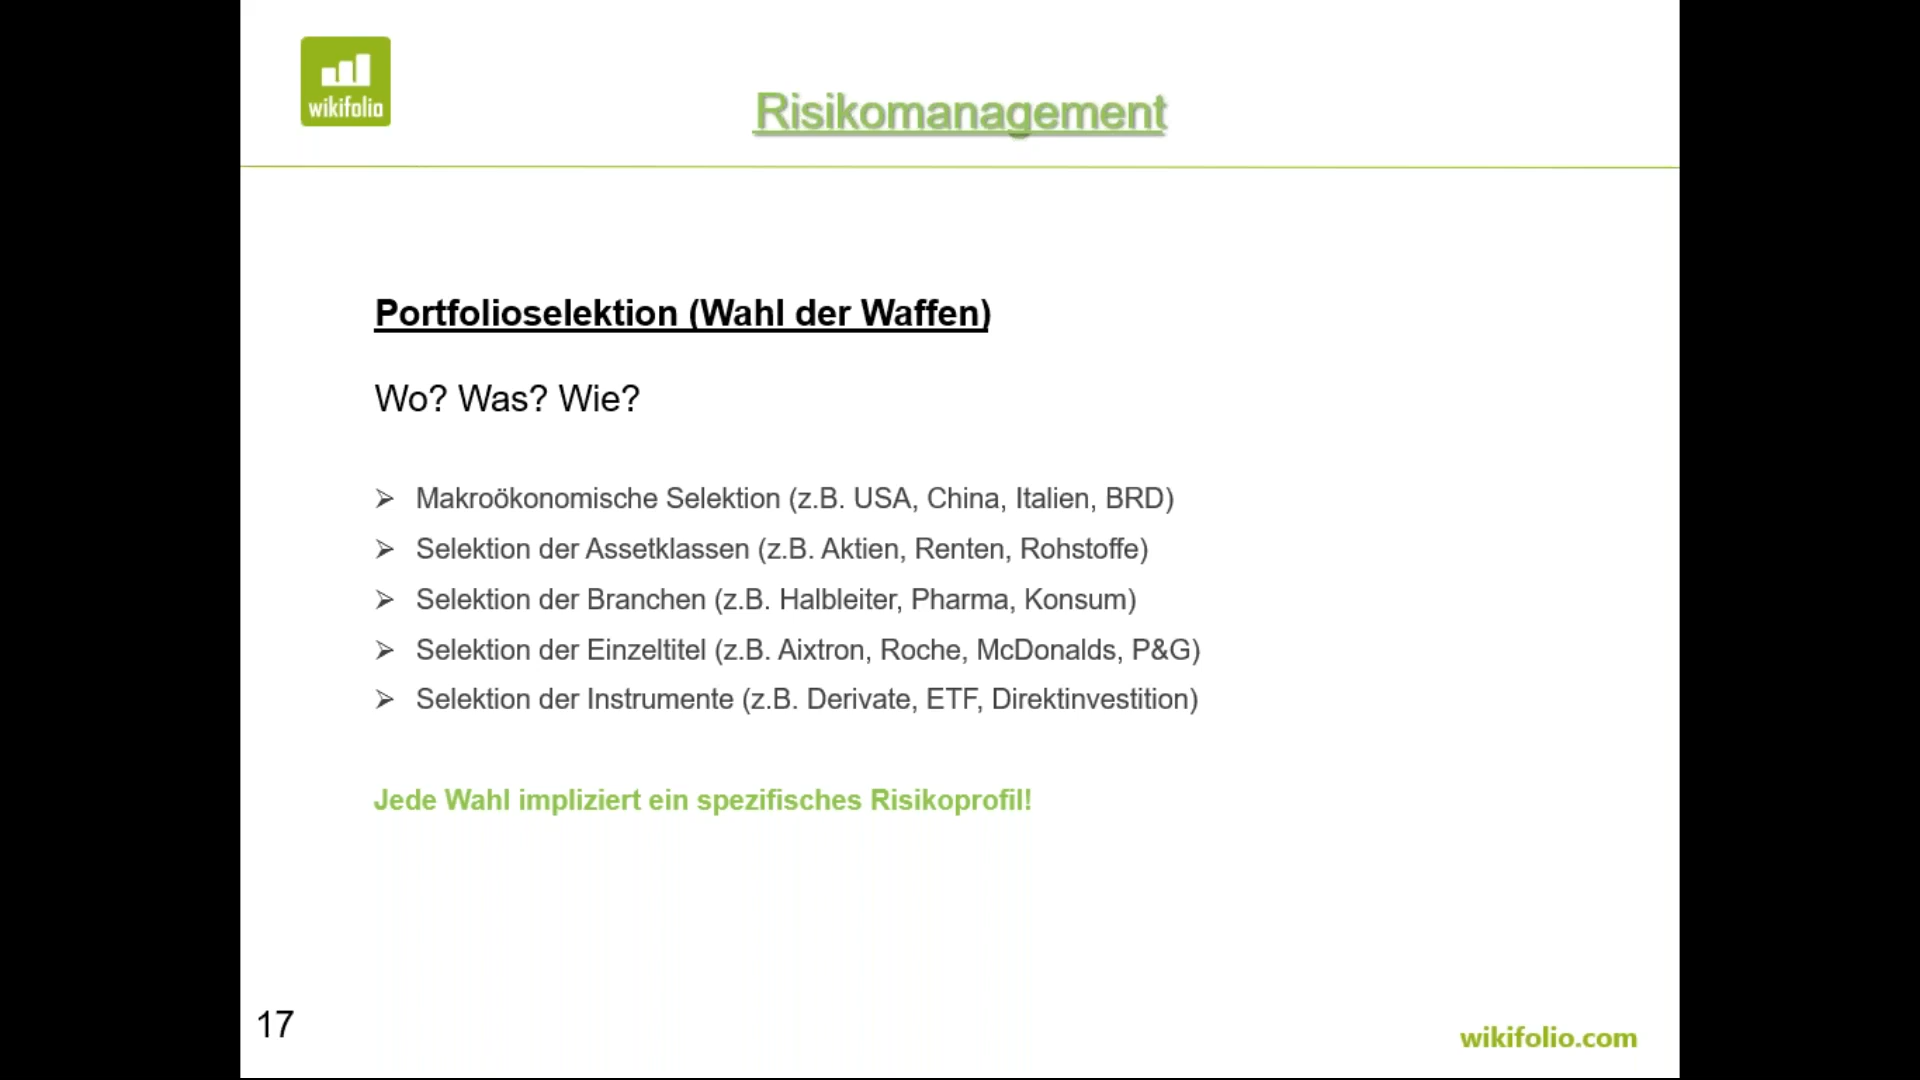 wikifolio
Risikomanagement
Portfolioselektion (Wahl der Waffen)
Wo? Was? Wie?
➢ Makroökonomische Selektion (z.B. USA, China, Italien, BRD)
➢ Selektion der Assetklassen (z.B. Aktien, Renten, Rohstoffe)
➢ Selektion der Branchen (z.B. Halbleiter, Pharma, Konsum)
➢ Selektion der Einzeltitel (z.B. Aixtron, Roche, McDonalds, P&G)
➢ Selektion der Instrumente (z.B. Derivate, ETF, Direktinvestition)
Jede Wahl impliziert ein spezifisches Risikoprofil!
17
wikifolio.com